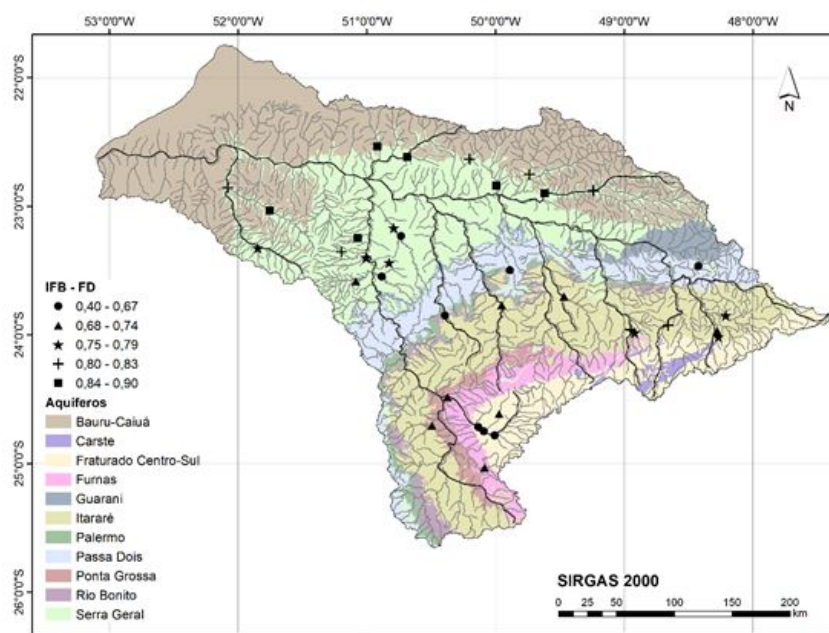 53°0'0"W 52°0'0"W 51°0'0"W 50°0'0"W 49°0'0"W 48°0'0"W
22°0'0"S
23°0'0"S
24°0'0"S
25°0'0"S
26°0'0"S
N
IFB - FD
0,40 - 0,67
0,68 - 0,74
0,75 - 0,79
0,80 - 0,83
0,84 - 0,90
Aquiferos
Bauru-Caiuá
Carste
Fraturado Centro-Sul
Furnas
Guarani
Itararé
Palermo
Passa Dois
Ponta Grossa
Rio Bonito
Serra Geral
SIRGAS 2000
0 25 50 100 150 200
km